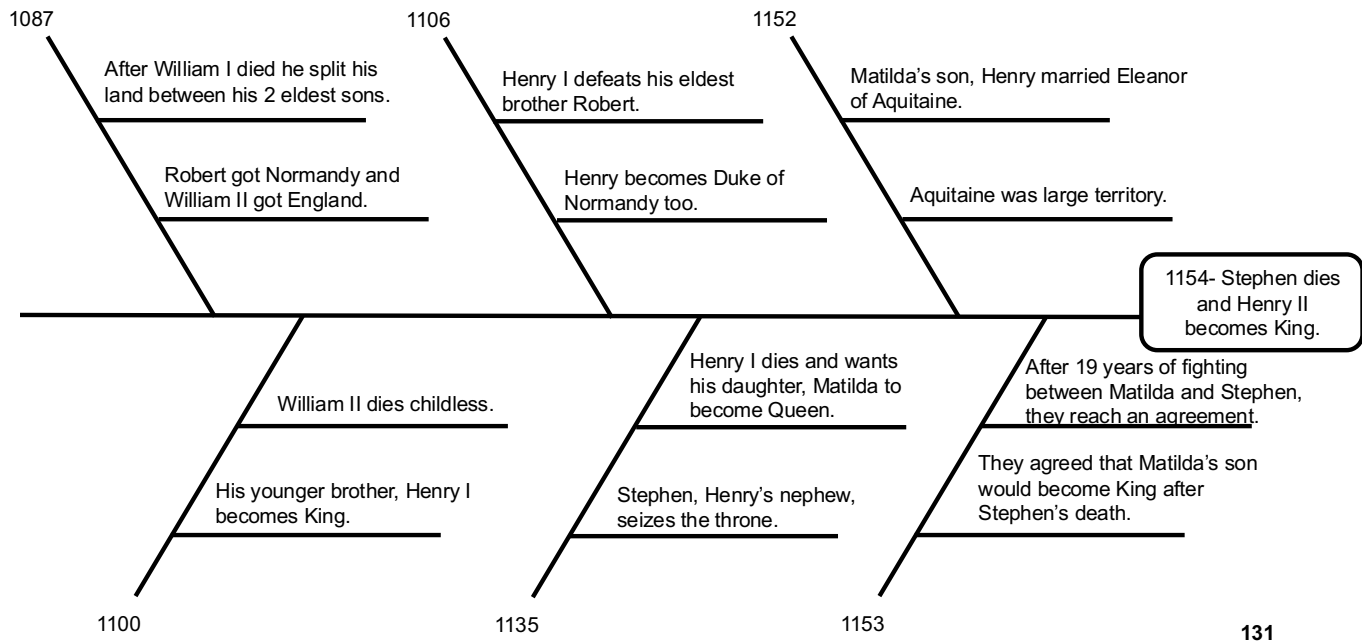 1087
After William I died he split his
land between his 2 eldest sons.
Robert got Normandy and
William II got England.
1106
Henry I defeats his eldest
brother Robert.
Henry becomes Duke of
Normandy too.
1152
Matilda’s son, Henry married Eleanor
of Aquitaine.
Aquitaine was large territory.
1154- Stephen dies
and Henry II
becomes King.
William II dies childless.
His younger brother, Henry I
becomes King.
1100
Henry I dies and wants
his daughter, Matilda to
become Queen.
Stephen, Henry’s nephew,
seizes the throne.
1135
After 19 years of fighting
between Matilda and Stephen,
they reach an agreement.
They agreed that Matilda’s son
would become King after
Stephen’s death.
1153
131